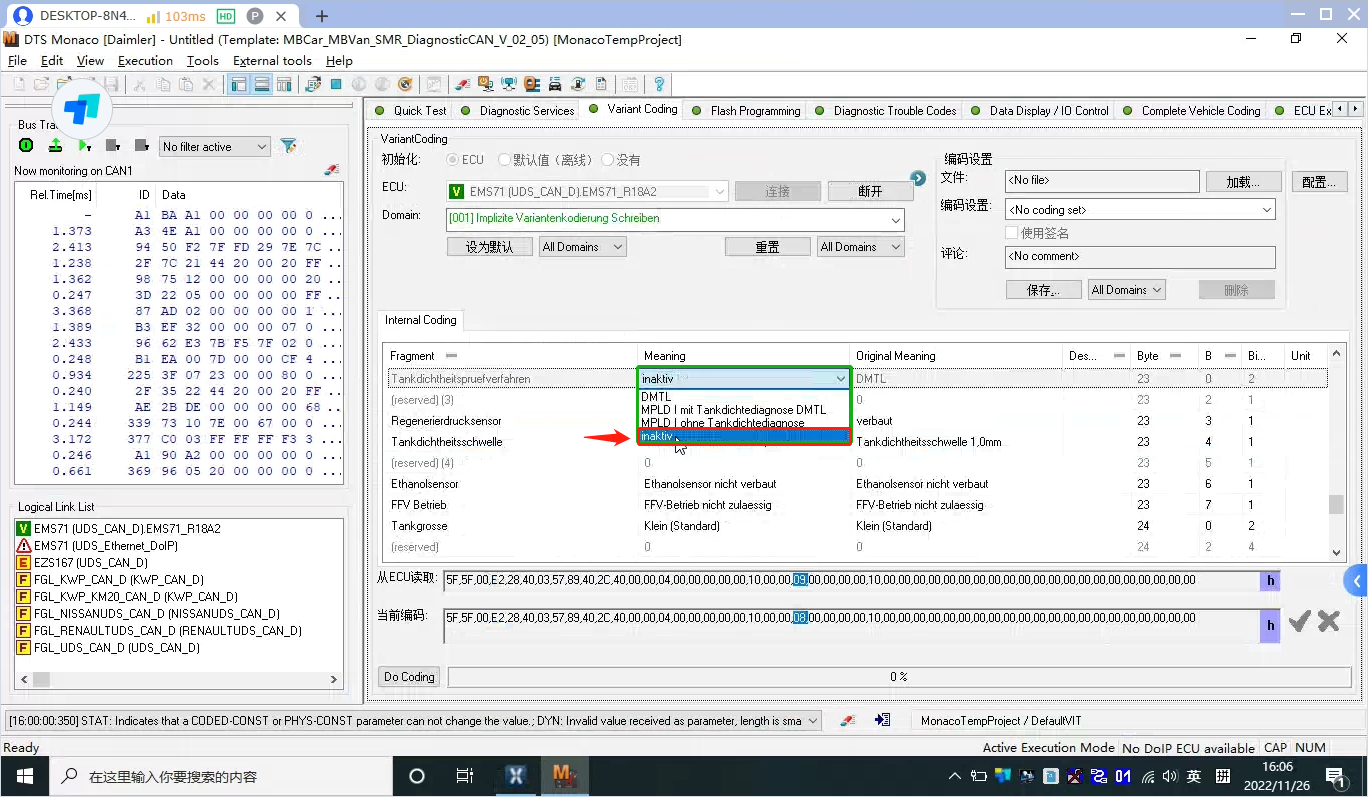 DESKTOP-8N4... 103ms HD P
DTS Monaco [Daimler] - Untitled (Template: MBCar_MBVan_SMR_DiagnosticCAN_V_02_05) [MonacoTempProject]
File Edit View Execution Tools External tools Help
Quick Test Diagnostic Services Variant Coding Flash Programming Diagnostic Trouble Codes Data Display / IO Control Complete Vehicle Coding ECU Ex
Bus Tra
No filter active
Now monitoring on CAN1
Rel.Time[ms] ID Data
– A1 BA A1 00 00 00 00 0 ...
1.373 A3 4E A1 00 00 00 00 0 ...
2.413 94 50 F2 7F FD 29 7E 7C ...
1.238 2F 7C 21 44 20 00 20 FF ...
1.362 98 75 12 00 00 00 00 20 ...
0.247 3D 22 05 00 00 00 00 FF ...
3.368 87 AD 02 00 00 00 00 1 ...
1.389 B3 EF 32 00 00 00 07 0 ...
2.433 96 62 E3 7B F5 7F 02 0 ...
0.248 B1 EA 00 7D 00 00 CF 4 ...
0.934 225 3F 07 23 00 00 80 0 ...
0.240 2F 35 22 44 20 00 20 FF ...
1.149 AE 2B DE 00 00 00 00 68 ...
0.244 339 73 10 7E 00 67 00 0 ...
3.172 377 C0 03 FF FF FF F3 3 ...
0.246 A1 90 A2 00 00 00 00 0 ...
0.661 369 96 05 20 00 00 00 0 ...
Logical Link List
V EMS71 (UDS_CAN_D).EMS71_R18A2
EMS71 (UDS_Ethernet_DoIP)
E EZS167 (UDS_CAN_D)
F FGL_KWP_CAN_D (KWP_CAN_D)
F FGL_KWP_KM20_CAN_D (KWP_CAN_D)
F FGL_NISSANUDS_CAN_D (NISSANUDS_CAN_D)
F FGL_RENAULTUDS_CAN_D (RENAULTUDS_CAN_D)
F FGL_UDS_CAN_D (UDS_CAN_D)
VariantCoding
初始化: ECU 默认值（离线） 没有
ECU: V EMS71 (UDS_CAN_D).EMS71_R18A2 连接 断开
Domain: [001] Implizite Variantenkodierung Schreiben
设为默认 All Domains 重置 All Domains
编码设置
文件: <No file> 加载... 配置...
编码设置: <No coding set>
使用签名
评论: <No comment>
保存... All Domains 删除
Internal Coding
Fragment Meaning Original Meaning Des... Byte B Bi... Unit
Tankdichtheitspruefverfahren inaktiv DMTL 23 0 2
DMTL
(reserved) (3) 0 23 2 1
MPLD I mit Tankdichtediagnose DMTL
Regenerierdrucksensor MPLD I ohne Tankdichtediagnose verbaut 23 3 1
inaktiv
Tankdichtheitsschwelle Tankdichtheitsschwelle 1,0mm 23 4 1
(reserved) (4) 0 0 23 5 1
Ethanolsensor Ethanolsensor nicht verbaut Ethanolsensor nicht verbaut 23 6 1
FFV Betrieb FFV-Betrieb nicht zulaessig FFV-Betrieb nicht zulaessig 23 7 1
Tankgrosse Klein (Standard) Klein (Standard) 24 0 2
(reserved) 0 0 24 2 4
从ECU读取: 5F,5F,00,E2,28,40,03,57,89,40,2C,40,00,00,04,00,00,00,00,00,10,00,00,09,00,00,00,00,10,00,00,00,00,00,00,00,00,00,00,00,00,00,00,00,00,00,00,00 h
当前编码: 5F,5F,00,E2,28,40,03,57,89,40,2C,40,00,00,04,00,00,00,00,00,10,00,00,08,00,00,00,00,10,00,00,00,00,00,00,00,00,00,00,00,00,00,00,00,00,00,00,00 h
Do Coding 0 %
[16:00:00:350] STAT: Indicates that a CODED-CONST or PHYS-CONST parameter can not change the value.; DYN: Invalid value received as parameter, length is sma
MonacoTempProject / DefaultVIT
Ready Active Execution Mode No DoIP ECU available CAP NUM
在这里输入你要搜索的内容
01 英 16:06
2022/11/26
1